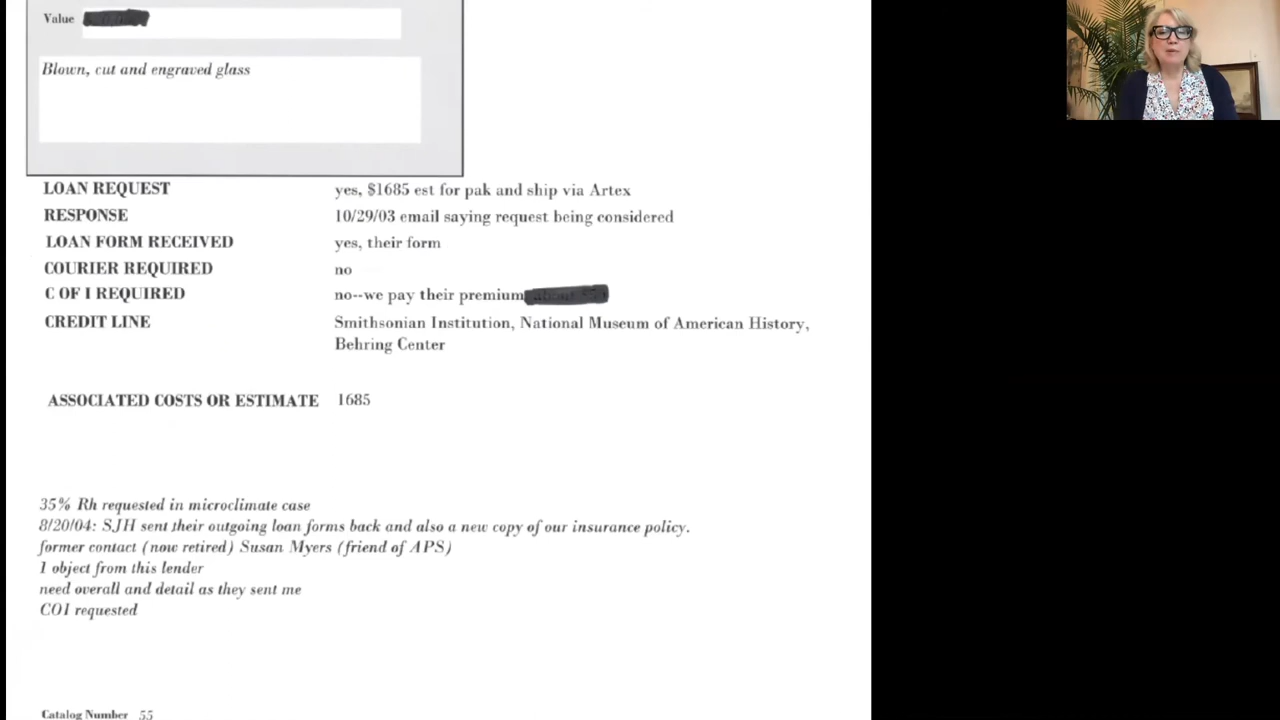 Value
Blown, cut and engraved glass
LOAN REQUEST yes, $1685 est for pak and ship via Artex
RESPONSE 10/29/03 email saying request being considered
LOAN FORM RECEIVED yes, their form
COURIER REQUIRED no
C OF I REQUIRED no--we pay their premium
CREDIT LINE Smithsonian Institution, National Museum of American History,
Behring Center
ASSOCIATED COSTS OR ESTIMATE 1685
35% Rh requested in microclimate case
8/20/04: SJH sent their outgoing loan forms back and also a new copy of our insurance policy.
former contact (now retired) Susan Myers (friend of APS)
1 object from this lender
need overall and detail as they sent me
COI requested
Catalog Number 55